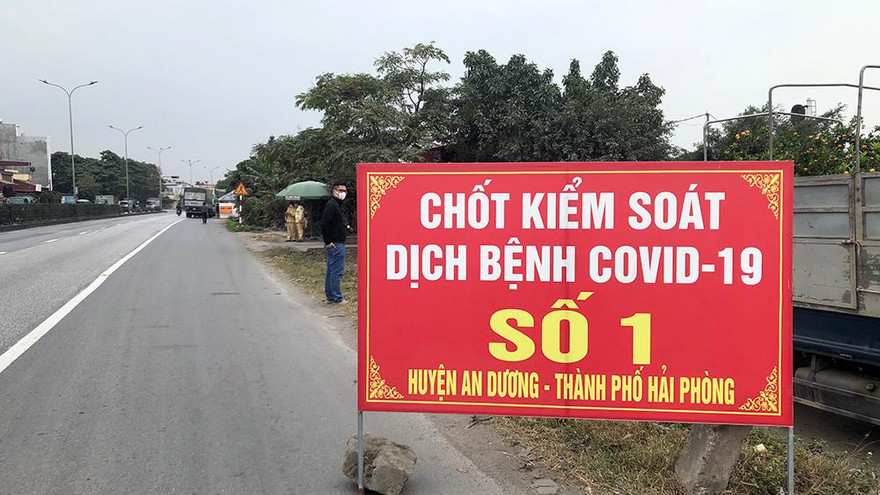 CHỐT KIỂM SOÁT
DỊCH BỆNH COVID-19
SỐ 1
HUYỆN AN DƯƠNG - THÀNH PHỐ HẢI PHÒNG